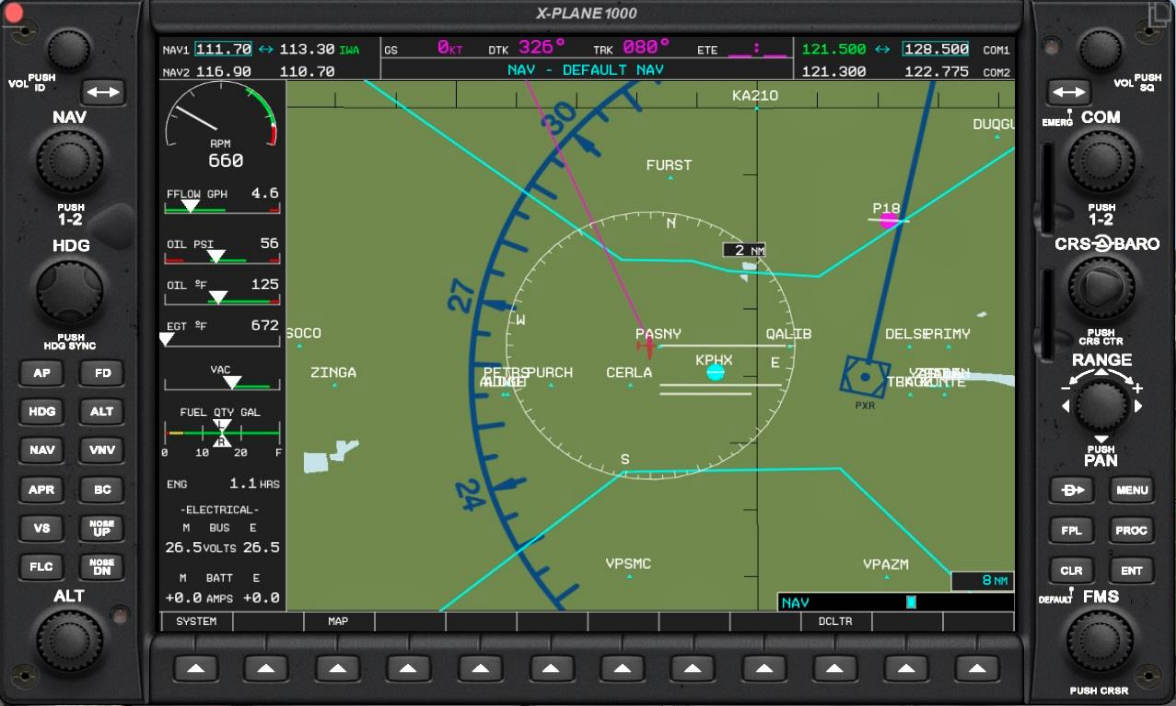 X-PLANE 1000
NAV1 111.70 ↔ 113.30 IWA GS 0KT DTK 326° TRK 080° ETE __:__ 121.500 ↔ 128.500 COM1
NAV2 116.90 110.70 NAV - DEFAULT NAV 121.300 122.775 COM2
VOL PUSH ID
VOL PUSH SQ
NAV
PUSH
1-2
HDG
PUSH
HDG SYNC
AP FD
HDG ALT
NAV VNV
APR BC
VS NOSE UP
FLC NOSE DN
ALT
RPM
660
FFLOW GPH 4.6
OIL PSI 56
OIL °F 125
EGT °F 672
VAC
FUEL QTY GAL
L
R
0 10 20 F
ENG 1.1 HRS
-ELECTRICAL-
M BUS E
26.5 VOLTS 26.5
M BATT E
+0.0 AMPS +0.0
KA210
30
DUQGU
FURST
P18
N
2 NM
27
W
SOCO
PASNY
QALIB
DELSE
PRIMY
E
KPHX
ZINGA
PURCH
CERLA
PXR
S
24
VPSMC
VPAZM
8 NM
NAV
SYSTEM MAP DCLTR
EMERG COM
PUSH
1-2
CRS BARO
PUSH
CRS CTR
RANGE
- +
PUSH
PAN
D MENU
FPL PROC
CLR ENT
DEFAULT FMS
PUSH CRSR